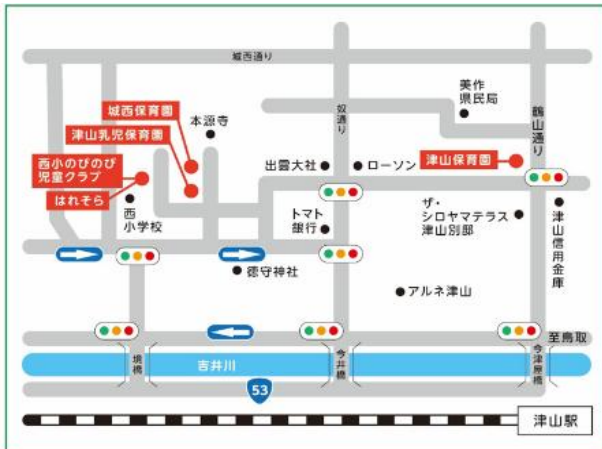 城西通り
美作
県民局
城西保育園
本源寺
奴通り
鶴山通り
津山乳児保育園
出雲大社
ローソン
津山保育園
西小のびのび
児童クラブ
はれそら
西
小学校
トマト
銀行
ザ・
シロヤマテラス
津山別邸
津山信用金庫
徳守神社
アルネ津山
至鳥取
境橋
吉井川
今井橋
今津屋橋
53
津山駅